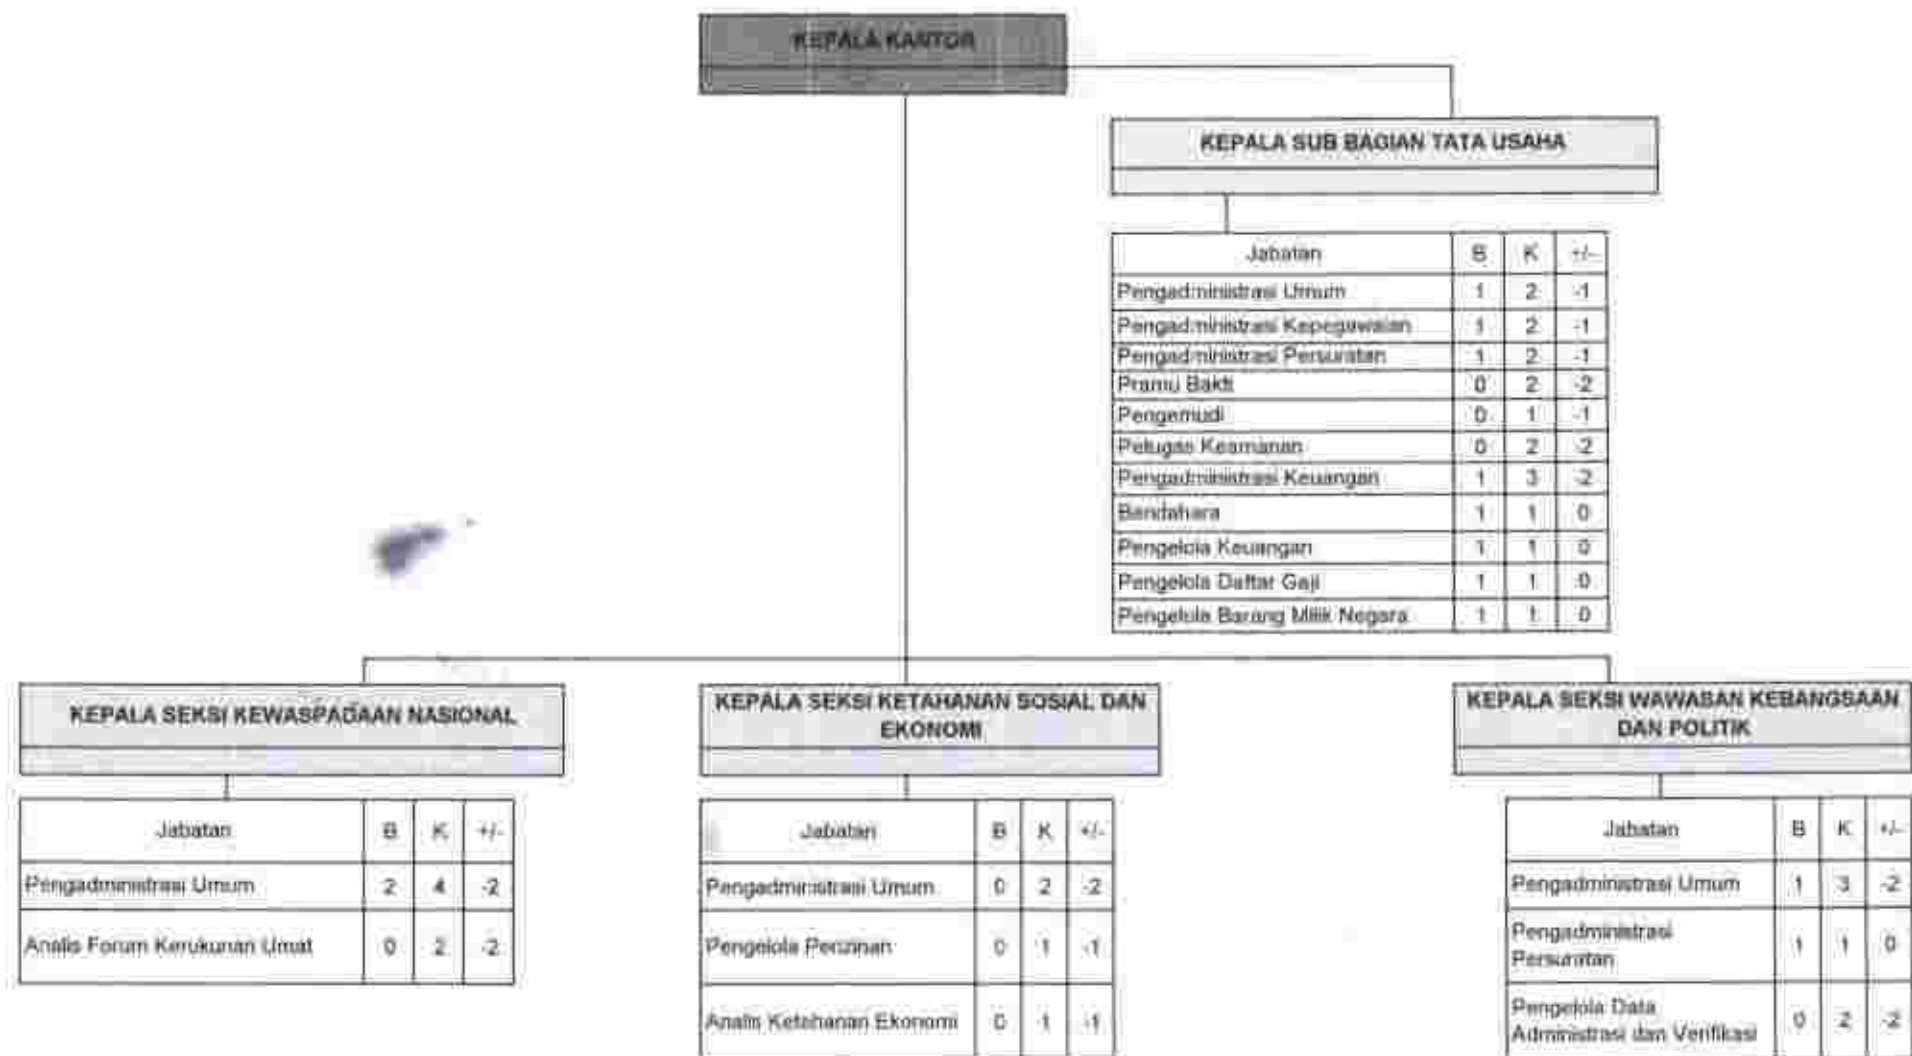 KEPALA KANTOR
KEPALA SUB BAGIAN TATA USAHA
Jabatan B K +/-
Pengadministrasi Umum 1 2 -1
Pengadministrasi Kepegawaian 1 2 -1
Pengadministrasi Persuratan 1 2 -1
Pramu Bakti 0 2 -2
Pengemudi 0 1 -1
Petugas Keamanan 0 2 -2
Pengadministrasi Keuangan 1 3 -2
Bendahara 1 1 0
Pengelola Keuangan 1 1 0
Pengelola Daftar Gaji 1 1 0
Pengelola Barang Milik Negara 1 1 0
KEPALA SEKSI KEWASPADAAN NASIONAL
Jabatan B K +/-
Pengadministrasi Umum 2 4 -2
Analis Forum Kerukunan Umat 0 2 -2
KEPALA SEKSI KETAHANAN SOSIAL DAN
EKONOMI
Jabatan B K +/-
Pengadministrasi Umum 0 2 -2
Pengelola Perizinan 0 1 -1
Analis Ketahanan Ekonomi 0 1 -1
KEPALA SEKSI WAWASAN KEBANGSAAN
DAN POLITIK
Jabatan B K +/-
Pengadministrasi Umum 1 3 -2
Pengadministrasi
Persuratan 1 1 0
Pengelola Data
Administrasi dan Verifikasi 0 2 -2